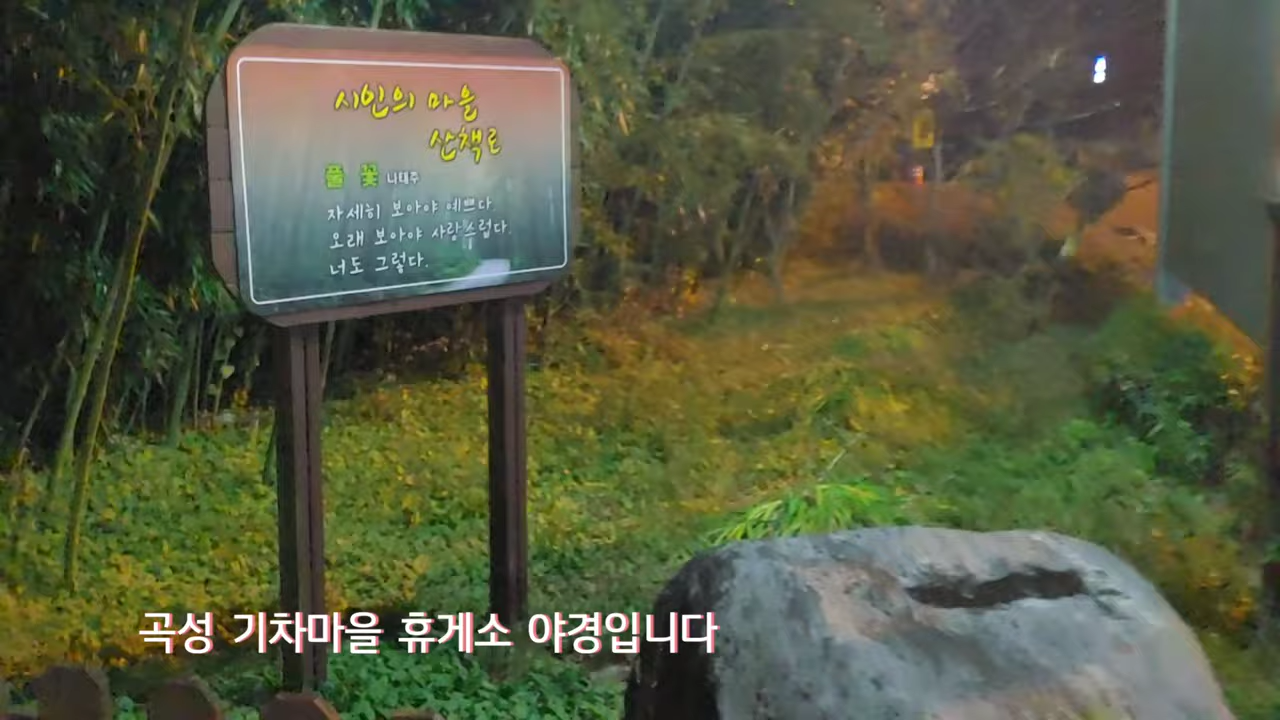 시인의 마을
산책로
풀 꽃 나태주
자세히 보아야 예쁘다.
오래 보아야 사랑스럽다.
너도 그렇다.
곡성 기차마을 휴게소 야경입니다